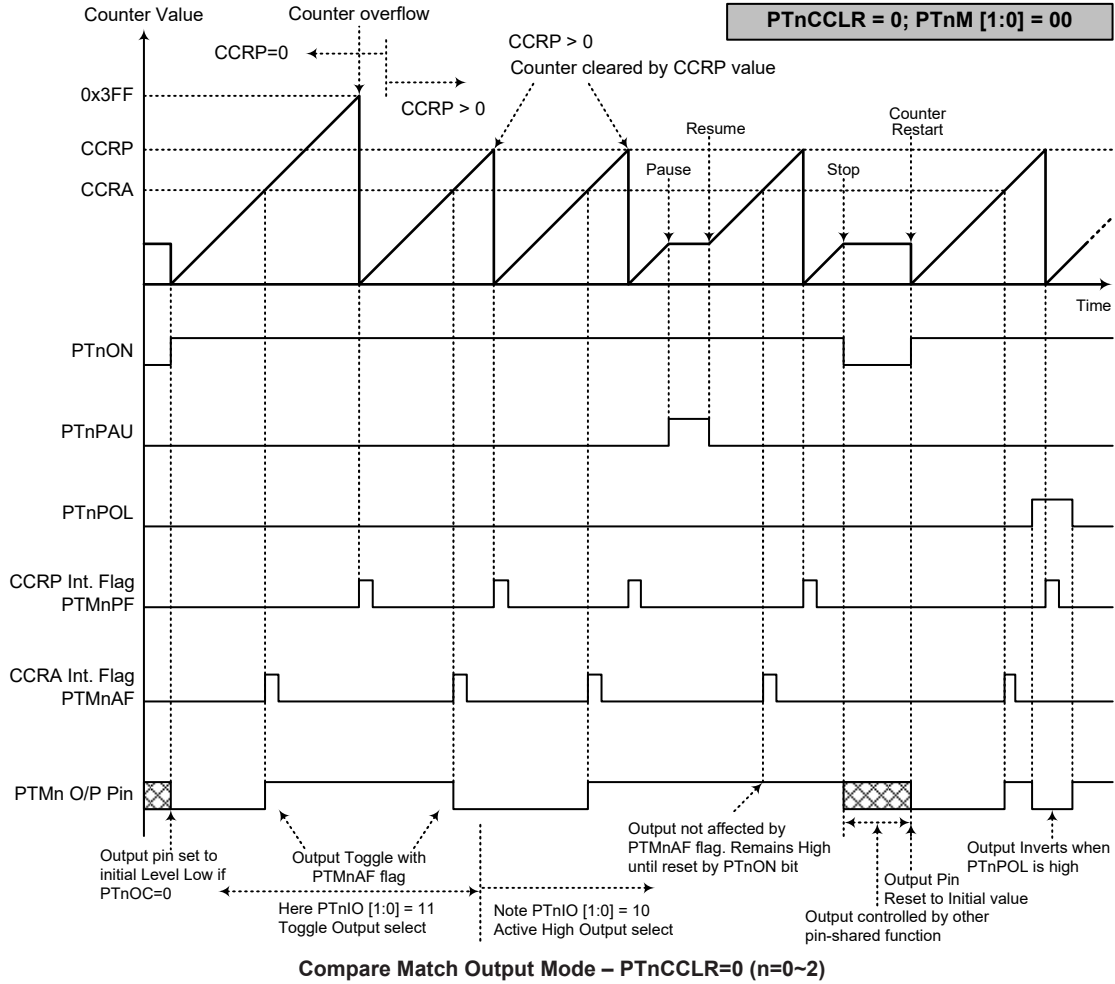 Counter Value
Counter overflow
PTnCCLR = 0; PTnM [1:0] = 00
CCRP=0
CCRP > 0
CCRP > 0
Counter cleared by CCRP value
0x3FF
CCRP
CCRA
Pause
Resume
Stop
Counter
Restart
Time
PTnON
PTnPAU
PTnPOL
CCRP Int. Flag
PTMnPF
CCRA Int. Flag
PTMnAF
PTMn O/P Pin
Output pin set to
initial Level Low if
PTnOC=0
Output Toggle with
PTMnAF flag
Here PTnIO [1:0] = 11
Toggle Output select
Note PTnIO [1:0] = 10
Active High Output select
Output not affected by
PTMnAF flag. Remains High
until reset by PTnON bit
Output Pin
Reset to Initial value
Output controlled by other
pin-shared function
Output Inverts when
PTnPOL is high
Compare Match Output Mode – PTnCCLR=0 (n=0~2)